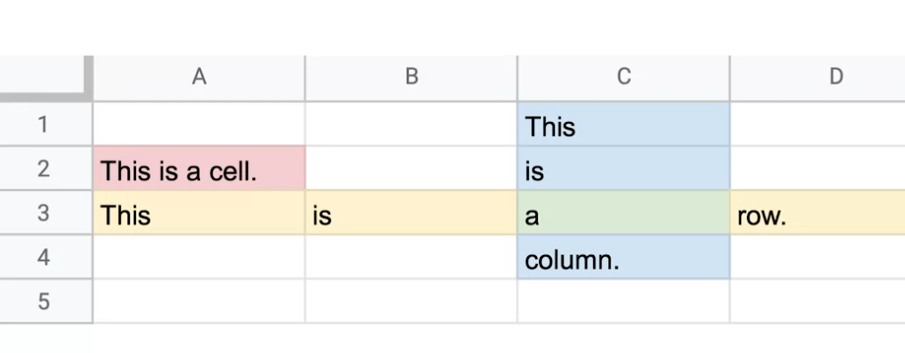 A B C D
1 This
2 This is a cell. is
3 This is a row.
4 column.
5